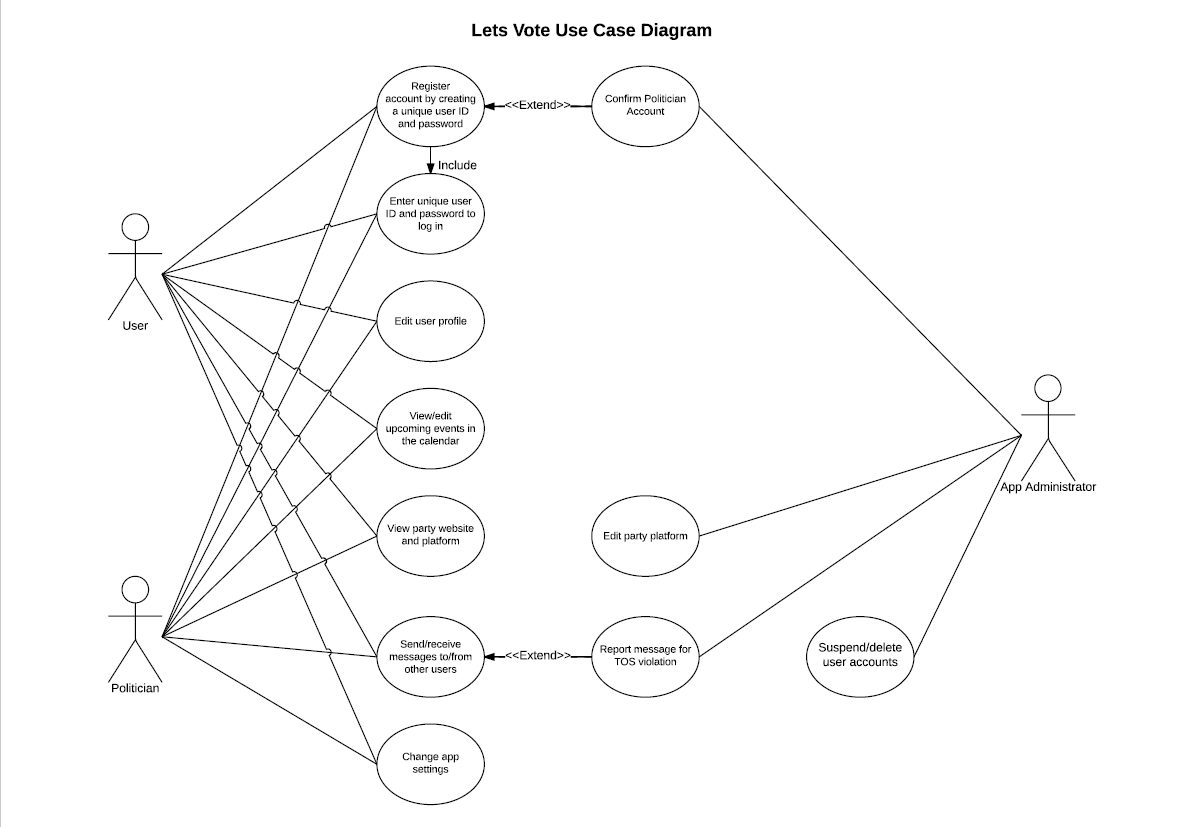 Lets Vote Use Case Diagram
Register
account by creating
a unique user ID
and password
<<Extend>>
Confirm Politician
Account
Include
Enter unique user
ID and password to
log in
User
Edit user profile
View/edit
upcoming events in
the calendar
App Administrator
View party website
and platform
Edit party platform
Politician
Send/receive
messages to/from
other users
<<Extend>>
Report message for
TOS violation
Suspend/delete
user accounts
Change app
settings